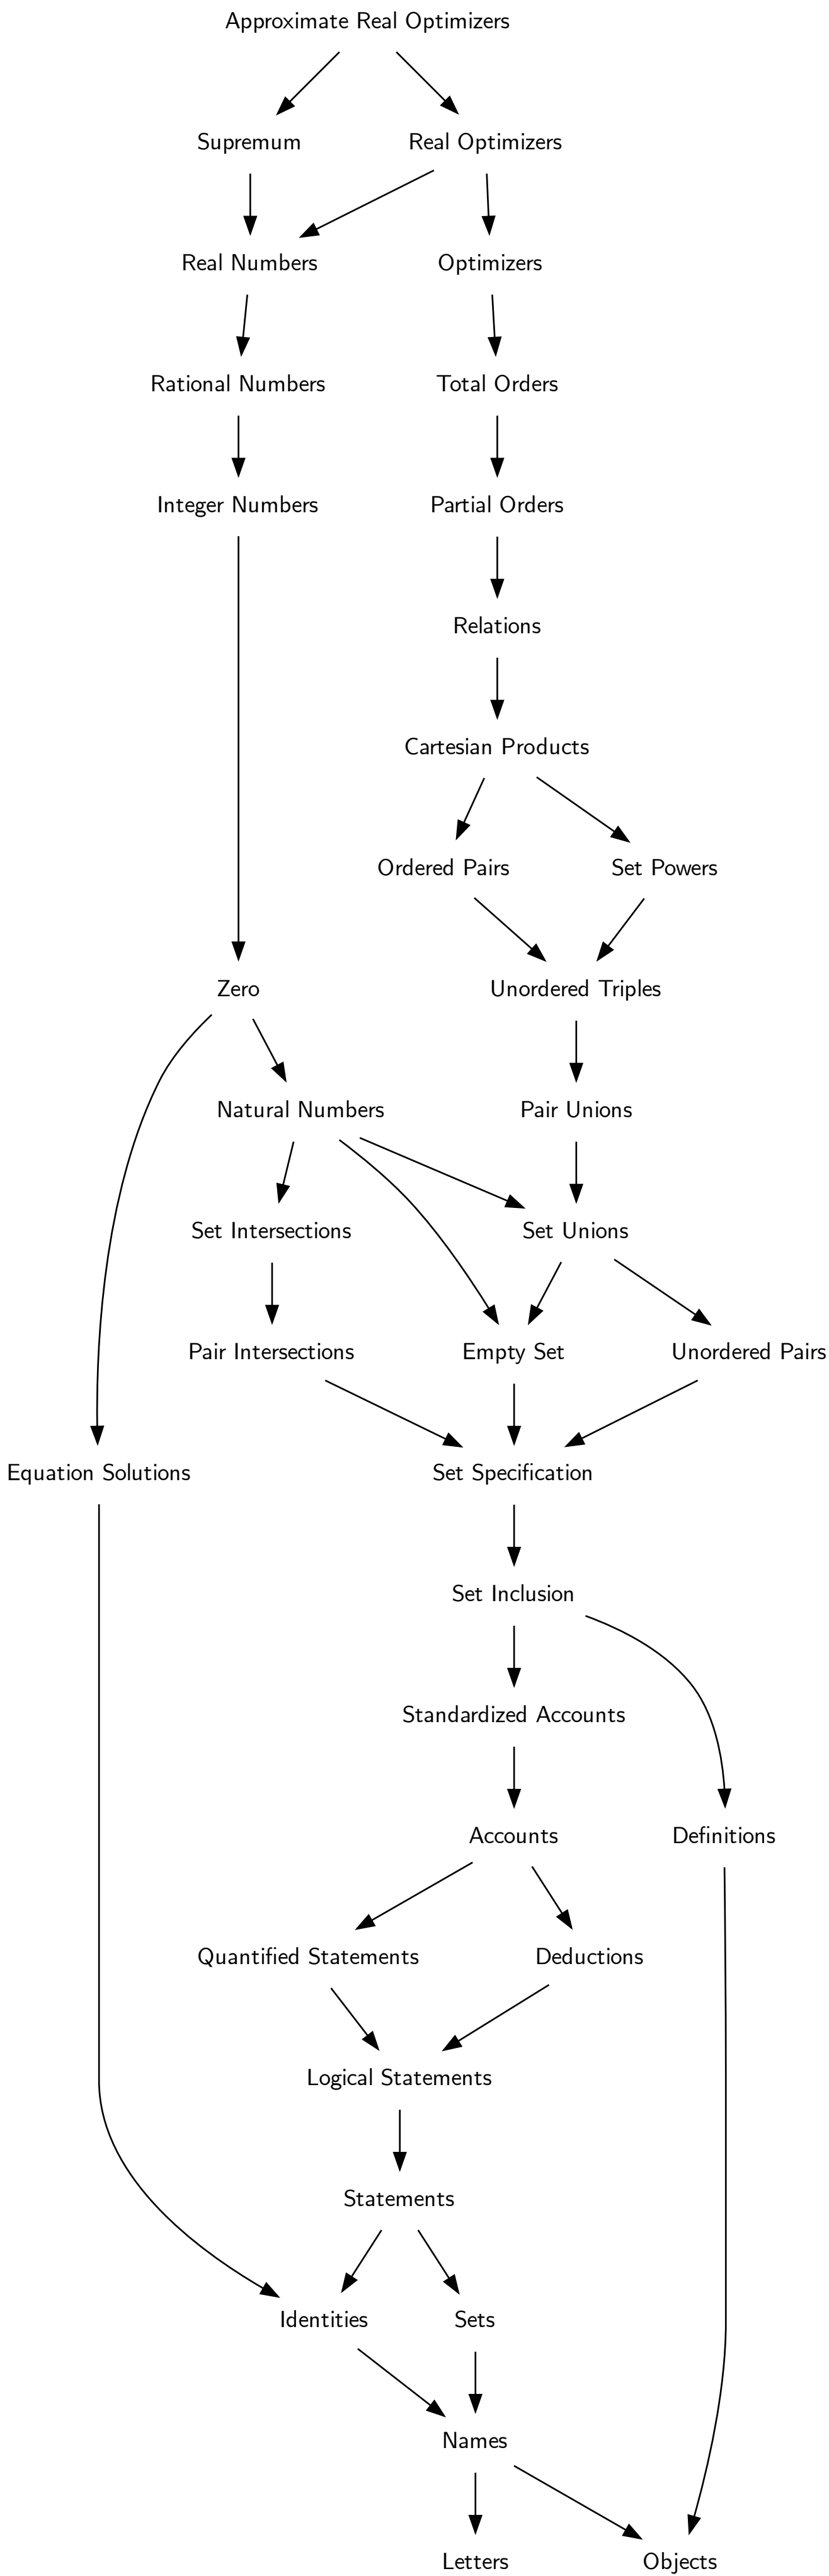 Approximate Real Optimizers
Supremum
Real Optimizers
Real Numbers
Optimizers
Rational Numbers
Total Orders
Integer Numbers
Partial Orders
Relations
Cartesian Products
Ordered Pairs
Set Powers
Zero
Unordered Triples
Natural Numbers
Pair Unions
Set Intersections
Set Unions
Pair Intersections
Empty Set
Unordered Pairs
Equation Solutions
Set Specification
Set Inclusion
Standardized Accounts
Accounts
Definitions
Quantified Statements
Deductions
Logical Statements
Statements
Identities
Sets
Names
Letters
Objects